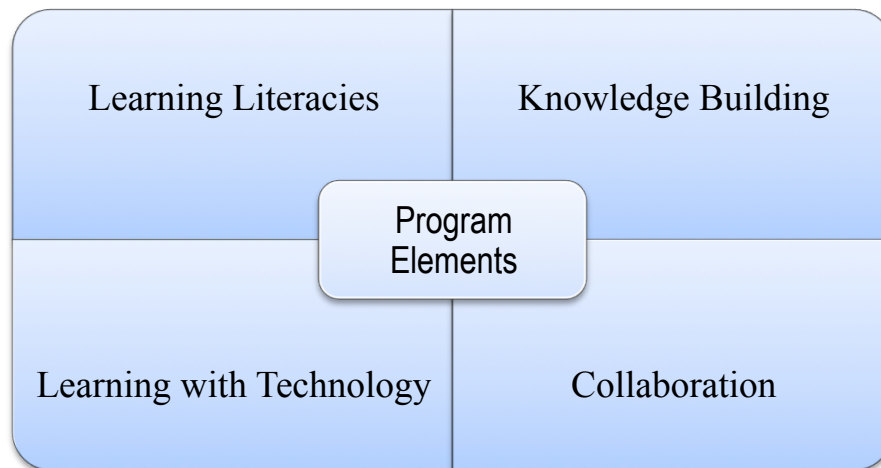 Learning Literacies
Knowledge Building
Program
Elements
Learning with Technology
Collaboration